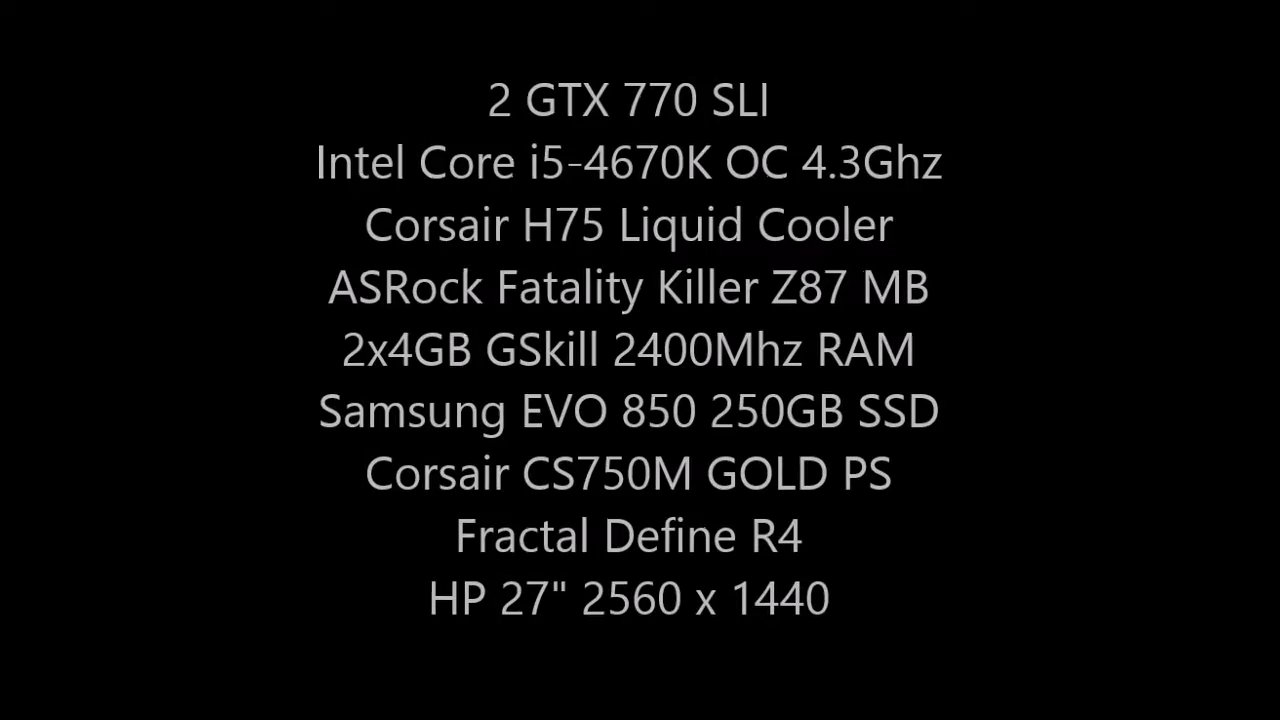 2 GTX 770 SLI
Intel Core i5-4670K OC 4.3Ghz
Corsair H75 Liquid Cooler
ASRock Fatality Killer Z87 MB
2x4GB GSkill 2400Mhz RAM
Samsung EVO 850 250GB SSD
Corsair CS750M GOLD PS
Fractal Define R4
HP 27" 2560 x 1440